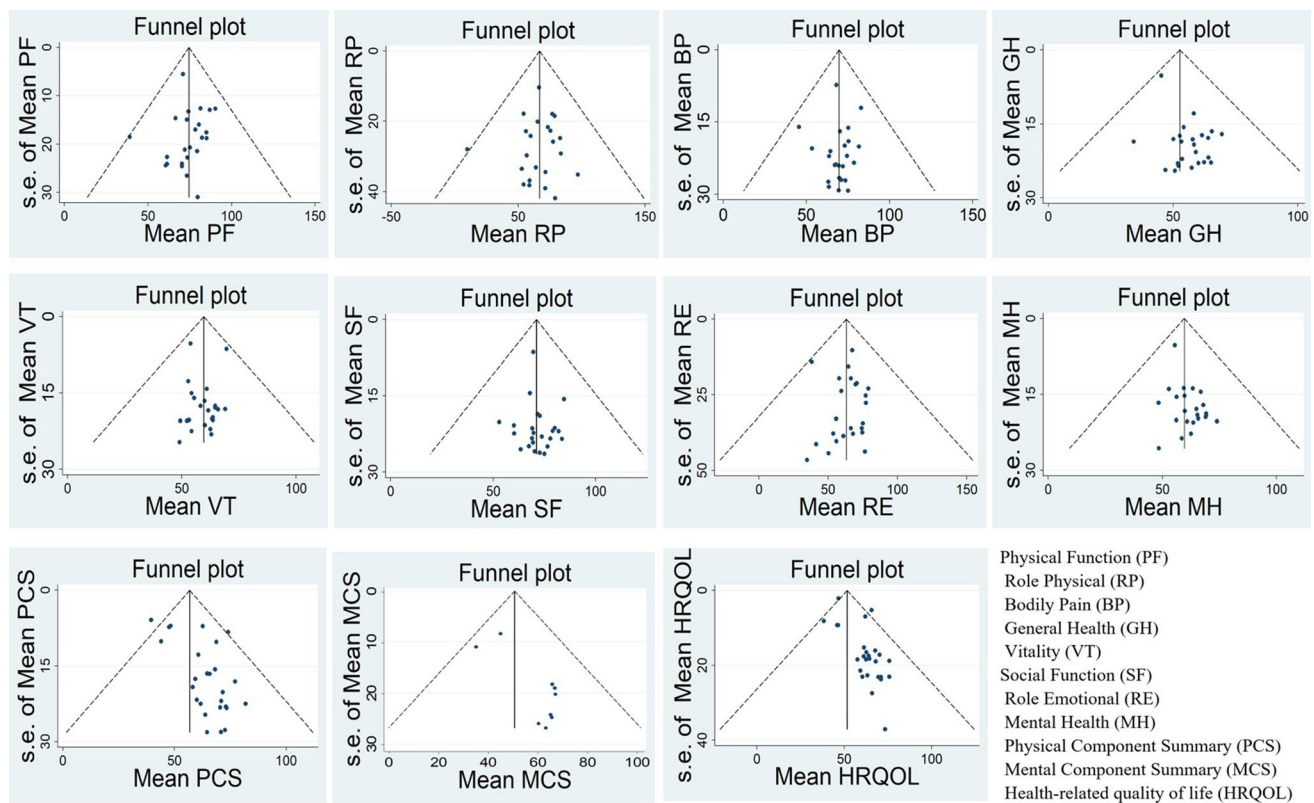 Funnel plot
s.e. of Mean PF
0
10
20
30
0 50 100 150
Mean PF
Funnel plot
s.e. of Mean RP
0
20
40
-50 50 150
Mean RP
Funnel plot
s.e. of Mean BP
0
15
30
0 50 100 150
Mean BP
Funnel plot
s.e. of Mean GH
0
15
30
0 50 100
Mean GH
Funnel plot
s.e. of Mean VT
0
15
30
0 50 100
Mean VT
Funnel plot
s.e. of Mean SF
0
15
30
0 50 100
Mean SF
Funnel plot
s.e. of Mean RE
0
25
50
0 50 100 150
Mean RE
Funnel plot
s.e. of Mean MH
0
15
30
0 50 100
Mean MH
Funnel plot
s.e. of Mean PCS
0
15
30
0 50 100
Mean PCS
Funnel plot
s.e. of Mean MCS
0
10
20
30
0 20 40 60 80 100
Mean MCS
Funnel plot
s.e. of Mean HRQOL
0
20
40
0 50 100
Mean HRQOL
Physical Function (PF)
Role Physical (RP)
Bodily Pain (BP)
General Health (GH)
Vitality (VT)
Social Function (SF)
Role Emotional (RE)
Mental Health (MH)
Physical Component Summary (PCS)
Mental Component Summary (MCS)
Health-related quality of life (HRQOL)